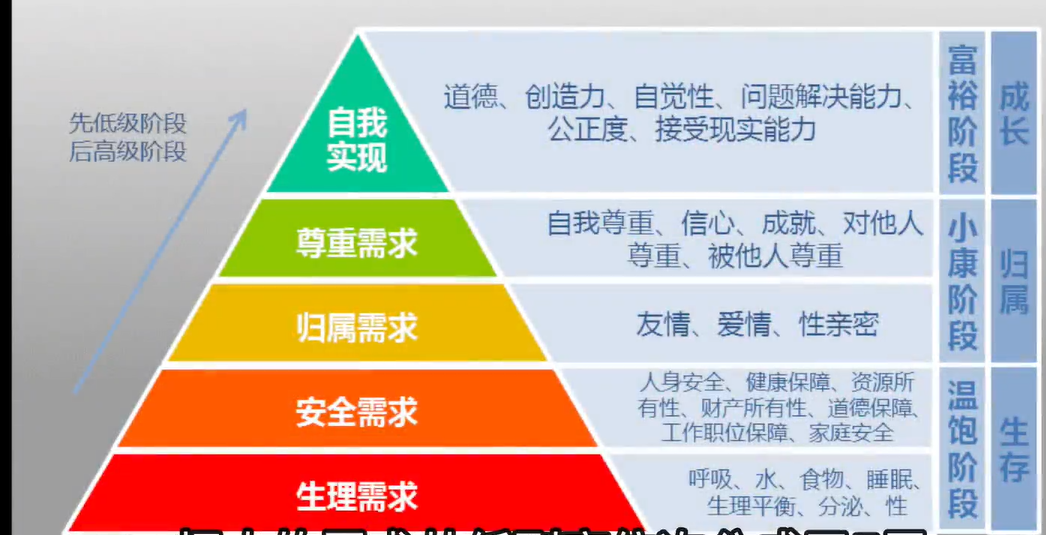 先低级阶段
后高级阶段
自我
实现
道德、创造力、自觉性、问题解决能力、
公正度、接受现实能力
富裕阶段
成长
尊重需求
自我尊重、信心、成就、对他人
尊重、被他人尊重
小康阶段
归属
归属需求
友情、爱情、性亲密
安全需求
人身安全、健康保障、资源所
有性、财产所有性、道德保障、
工作职位保障、家庭安全
温饱阶段
生存
生理需求
呼吸、水、食物、睡眠、
生理平衡、分泌、性